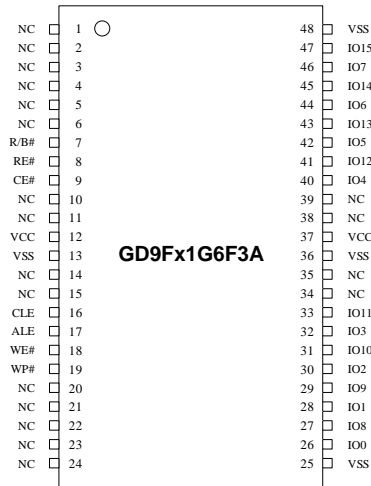 NC 1 48 VSS
NC 2 47 IO15
NC 3 46 IO7
NC 4 45 IO14
NC 5 44 IO6
NC 6 43 IO13
R/B# 7 42 IO5
RE# 8 41 IO12
CE# 9 40 IO4
NC 10 39 NC
NC 11 38 NC
VCC 12 37 VCC
VSS 13 GD9Fx1G6F3A 36 VSS
NC 14 35 NC
NC 15 34 NC
CLE 16 33 IO11
ALE 17 32 IO3
WE# 18 31 IO10
WP# 19 30 IO2
NC 20 29 IO9
NC 21 28 IO1
NC 22 27 IO8
NC 23 26 IO0
NC 24 25 VSS